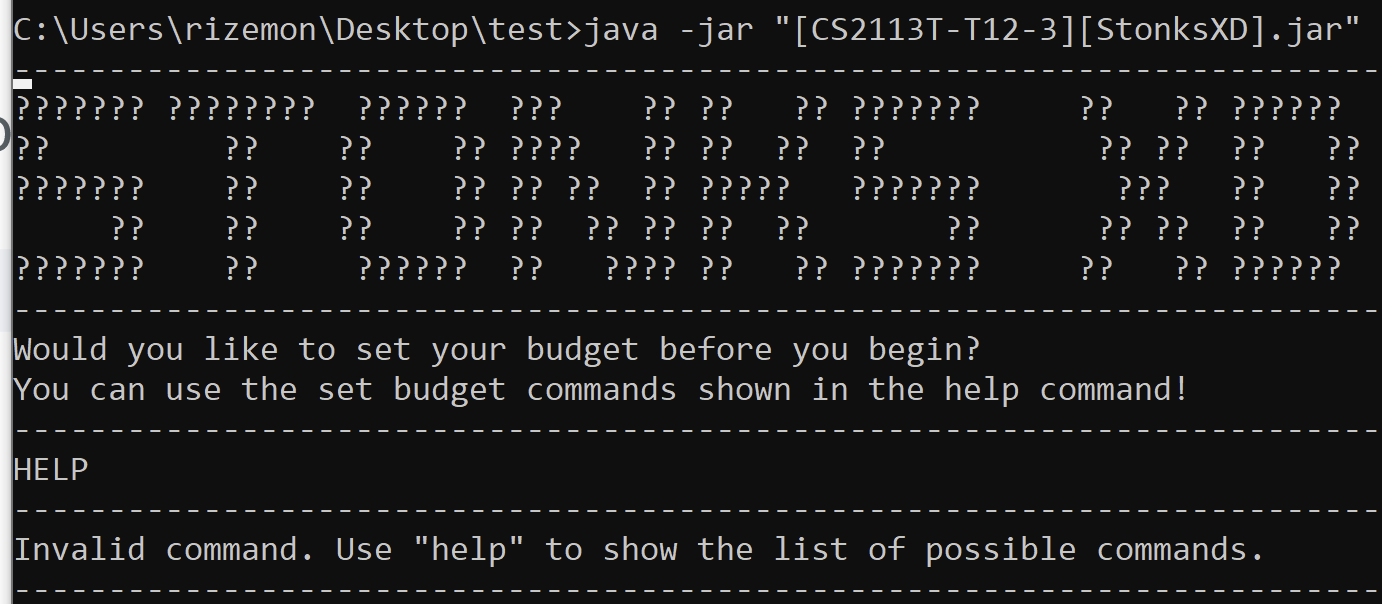 C:\Users\rizemon\Desktop\test>java -jar "[CS2113T-T12-3][StonksXD].jar"
------------------------------------------------------------------------
??????? ????????  ??????  ???    ?? ??   ?? ???????     ??   ?? ??????
??         ??    ??    ?? ????   ?? ??  ??  ??           ?? ??  ??   ??
???????    ??    ??    ?? ?? ??  ?? ?????   ???????       ???   ??   ??
     ??    ??    ??    ?? ??  ?? ?? ??  ??       ??      ?? ??  ??   ??
???????    ??     ??????  ??   ???? ??   ?? ???????     ??   ?? ??????
------------------------------------------------------------------------
Would you like to set your budget before you begin?
You can use the set budget commands shown in the help command!
------------------------------------------------------------------------
HELP
------------------------------------------------------------------------
Invalid command. Use "help" to show the list of possible commands.
------------------------------------------------------------------------